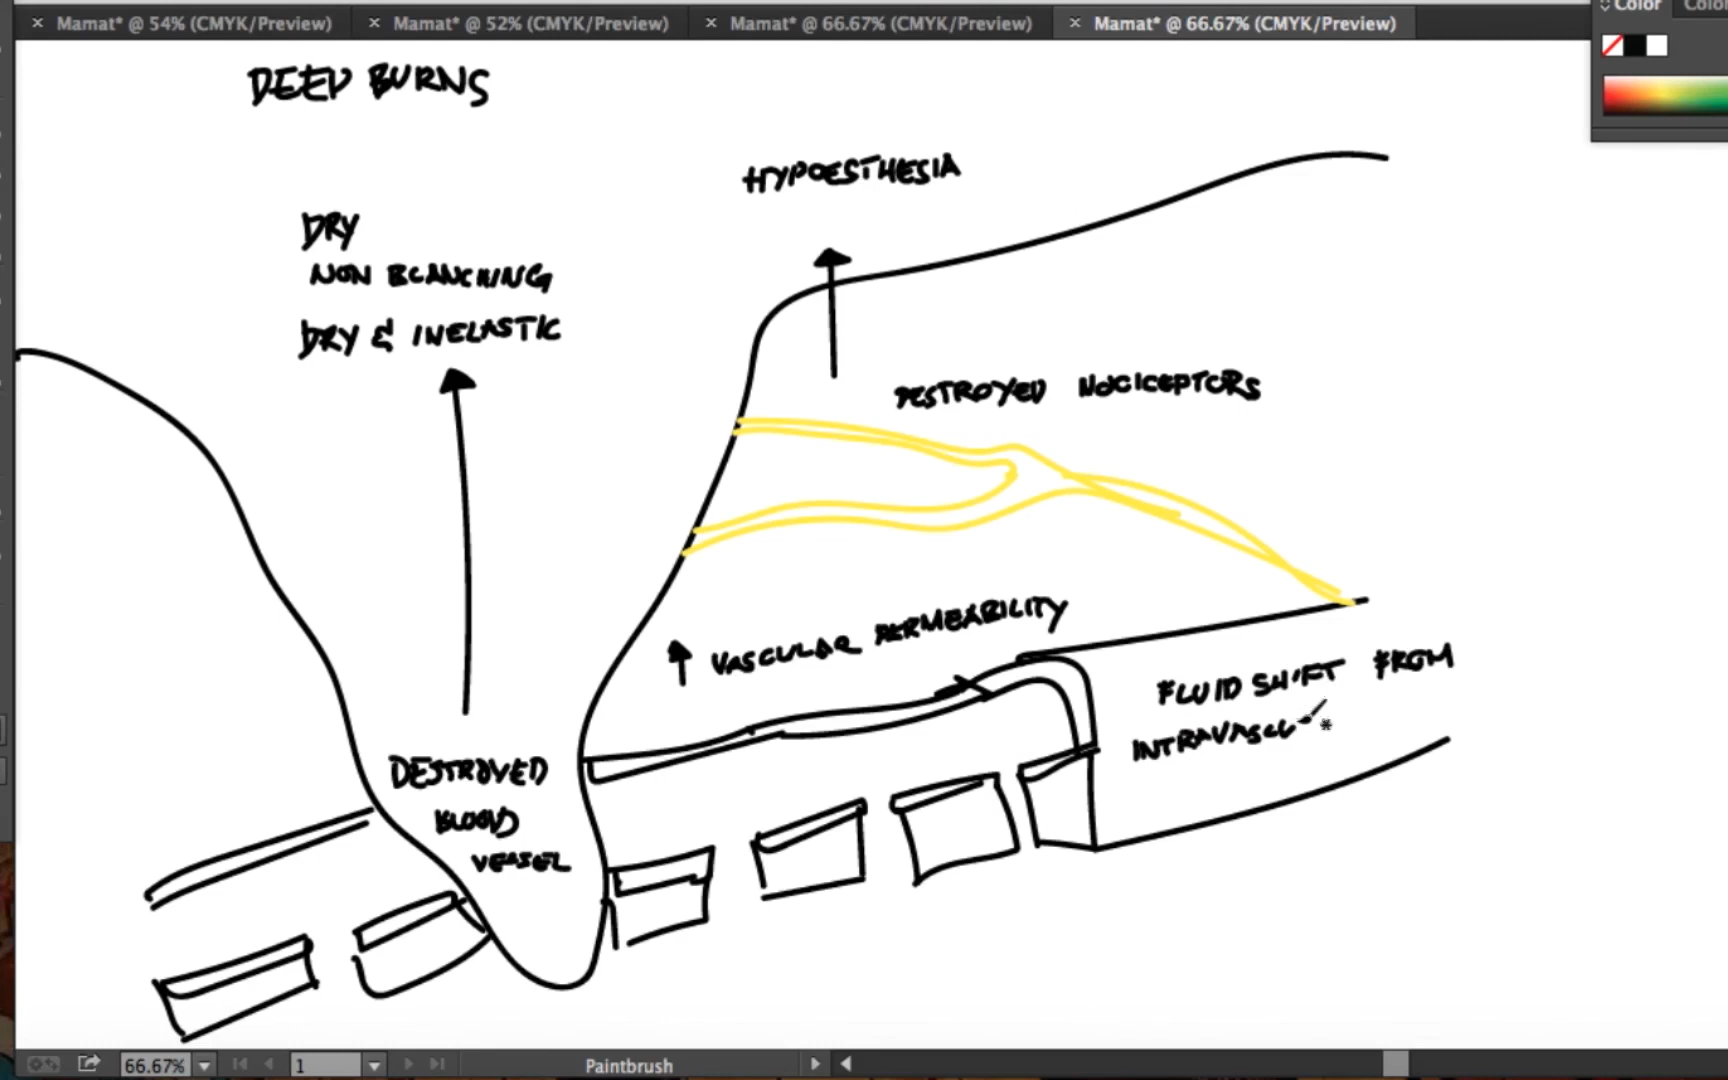 Mamat* @ 54% (CMYK/Preview)
Mamat* @ 52% (CMYK/Preview)
Mamat* @ 66.67% (CMYK/Preview)
Mamat* @ 66.67% (CMYK/Preview)
Color
DEEP BURNS
HYPOESTHESIA
DRY
NON BLANCHING
DRY & INELASTIC
DESTROYED NOCICEPTORS
VASCULAR PERMEABILITY
FLUID SHIFT FROM
DESTROYED
BLOOD
VESSEL
66.67%
1
Paintbrush